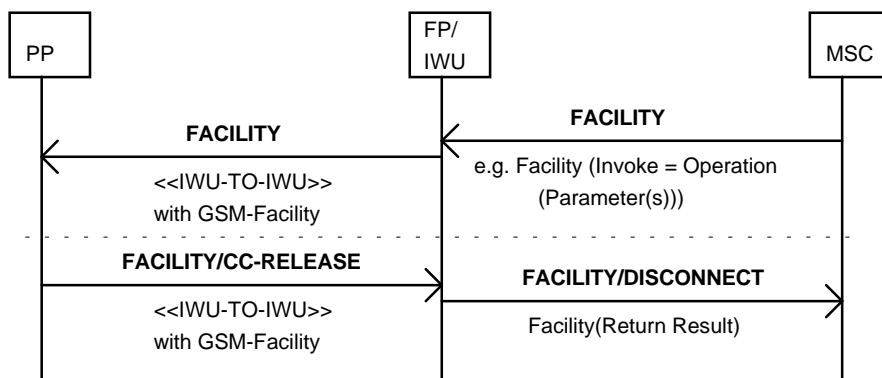 PP
FP/
IWU
MSC
FACILITY
FACILITY
<<IWU-TO-IWU>>
with GSM-Facility
e.g. Facility (Invoke = Operation
(Parameter(s)))
FACILITY/CC-RELEASE
FACILITY/DISCONNECT
<<IWU-TO-IWU>>
with GSM-Facility
Facility(Return Result)